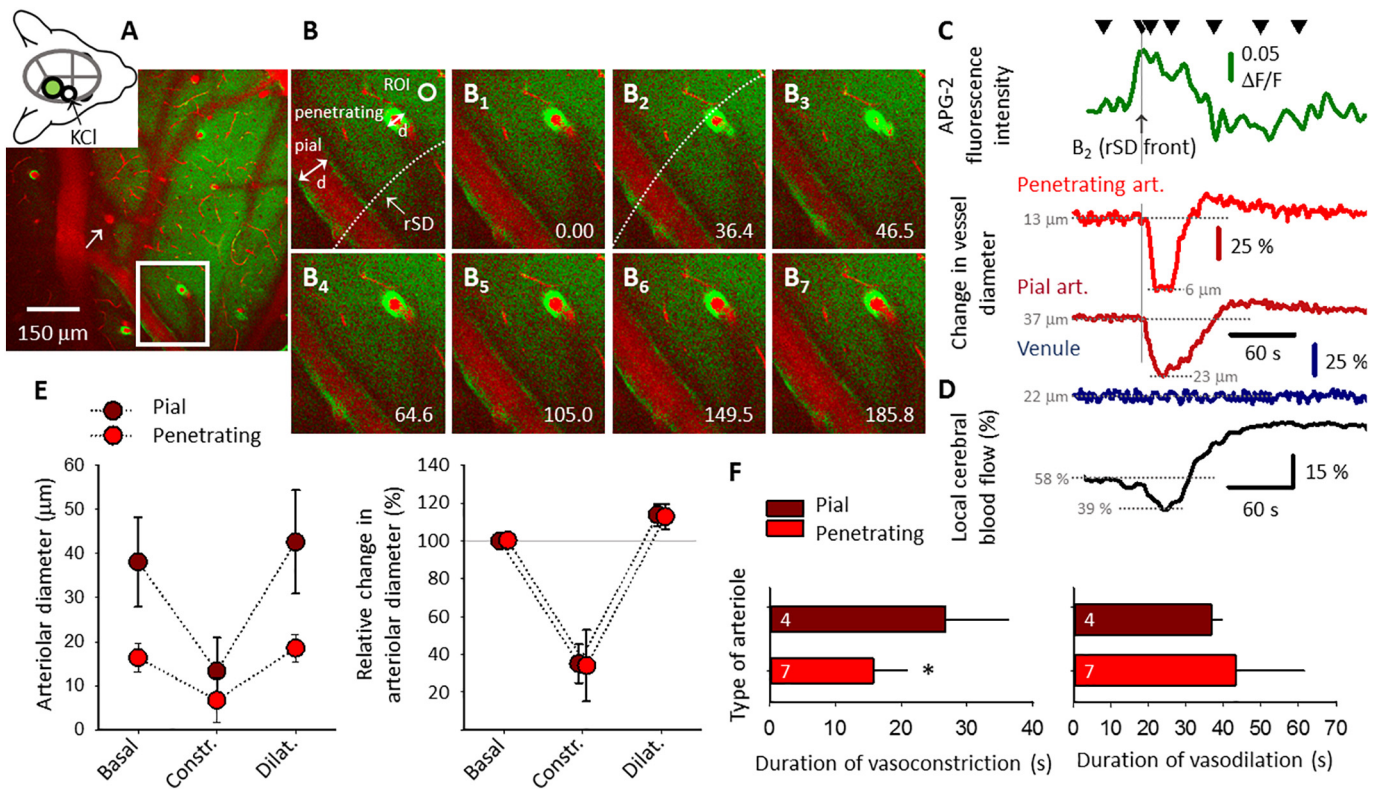 A
KCl
150 µm
B
ROI
penetrating
d
pial
d
rSD
B1
0.00
B2
36.4
B3
46.5
B4
64.6
B5
105.0
B6
149.5
B7
185.8
C
APG-2
fluorescence
intensity
0.05
ΔF/F
B2 (rSD front)
Change in vessel
diameter
Penetrating art.
13 µm
25 %
6 µm
Pial art.
37 µm
60 s
23 µm
Venule
25 %
22 µm
D
Local cerebral
blood flow (%)
58 %
39 %
15 %
60 s
E
Pial
Penetrating
Arteriolar diameter (µm)
60
50
40
30
20
10
0
Basal
Constr.
Dilat.
Relative change in
arteriolar diameter (%)
140
120
100
80
60
40
20
Basal
Constr.
Dilat.
F
Pial
Penetrating
Type of arteriole
4
7
*
0 10 20 30 40
Duration of vasoconstriction (s)
4
7
0 10 20 30 40 50 60 70
Duration of vasodilation (s)